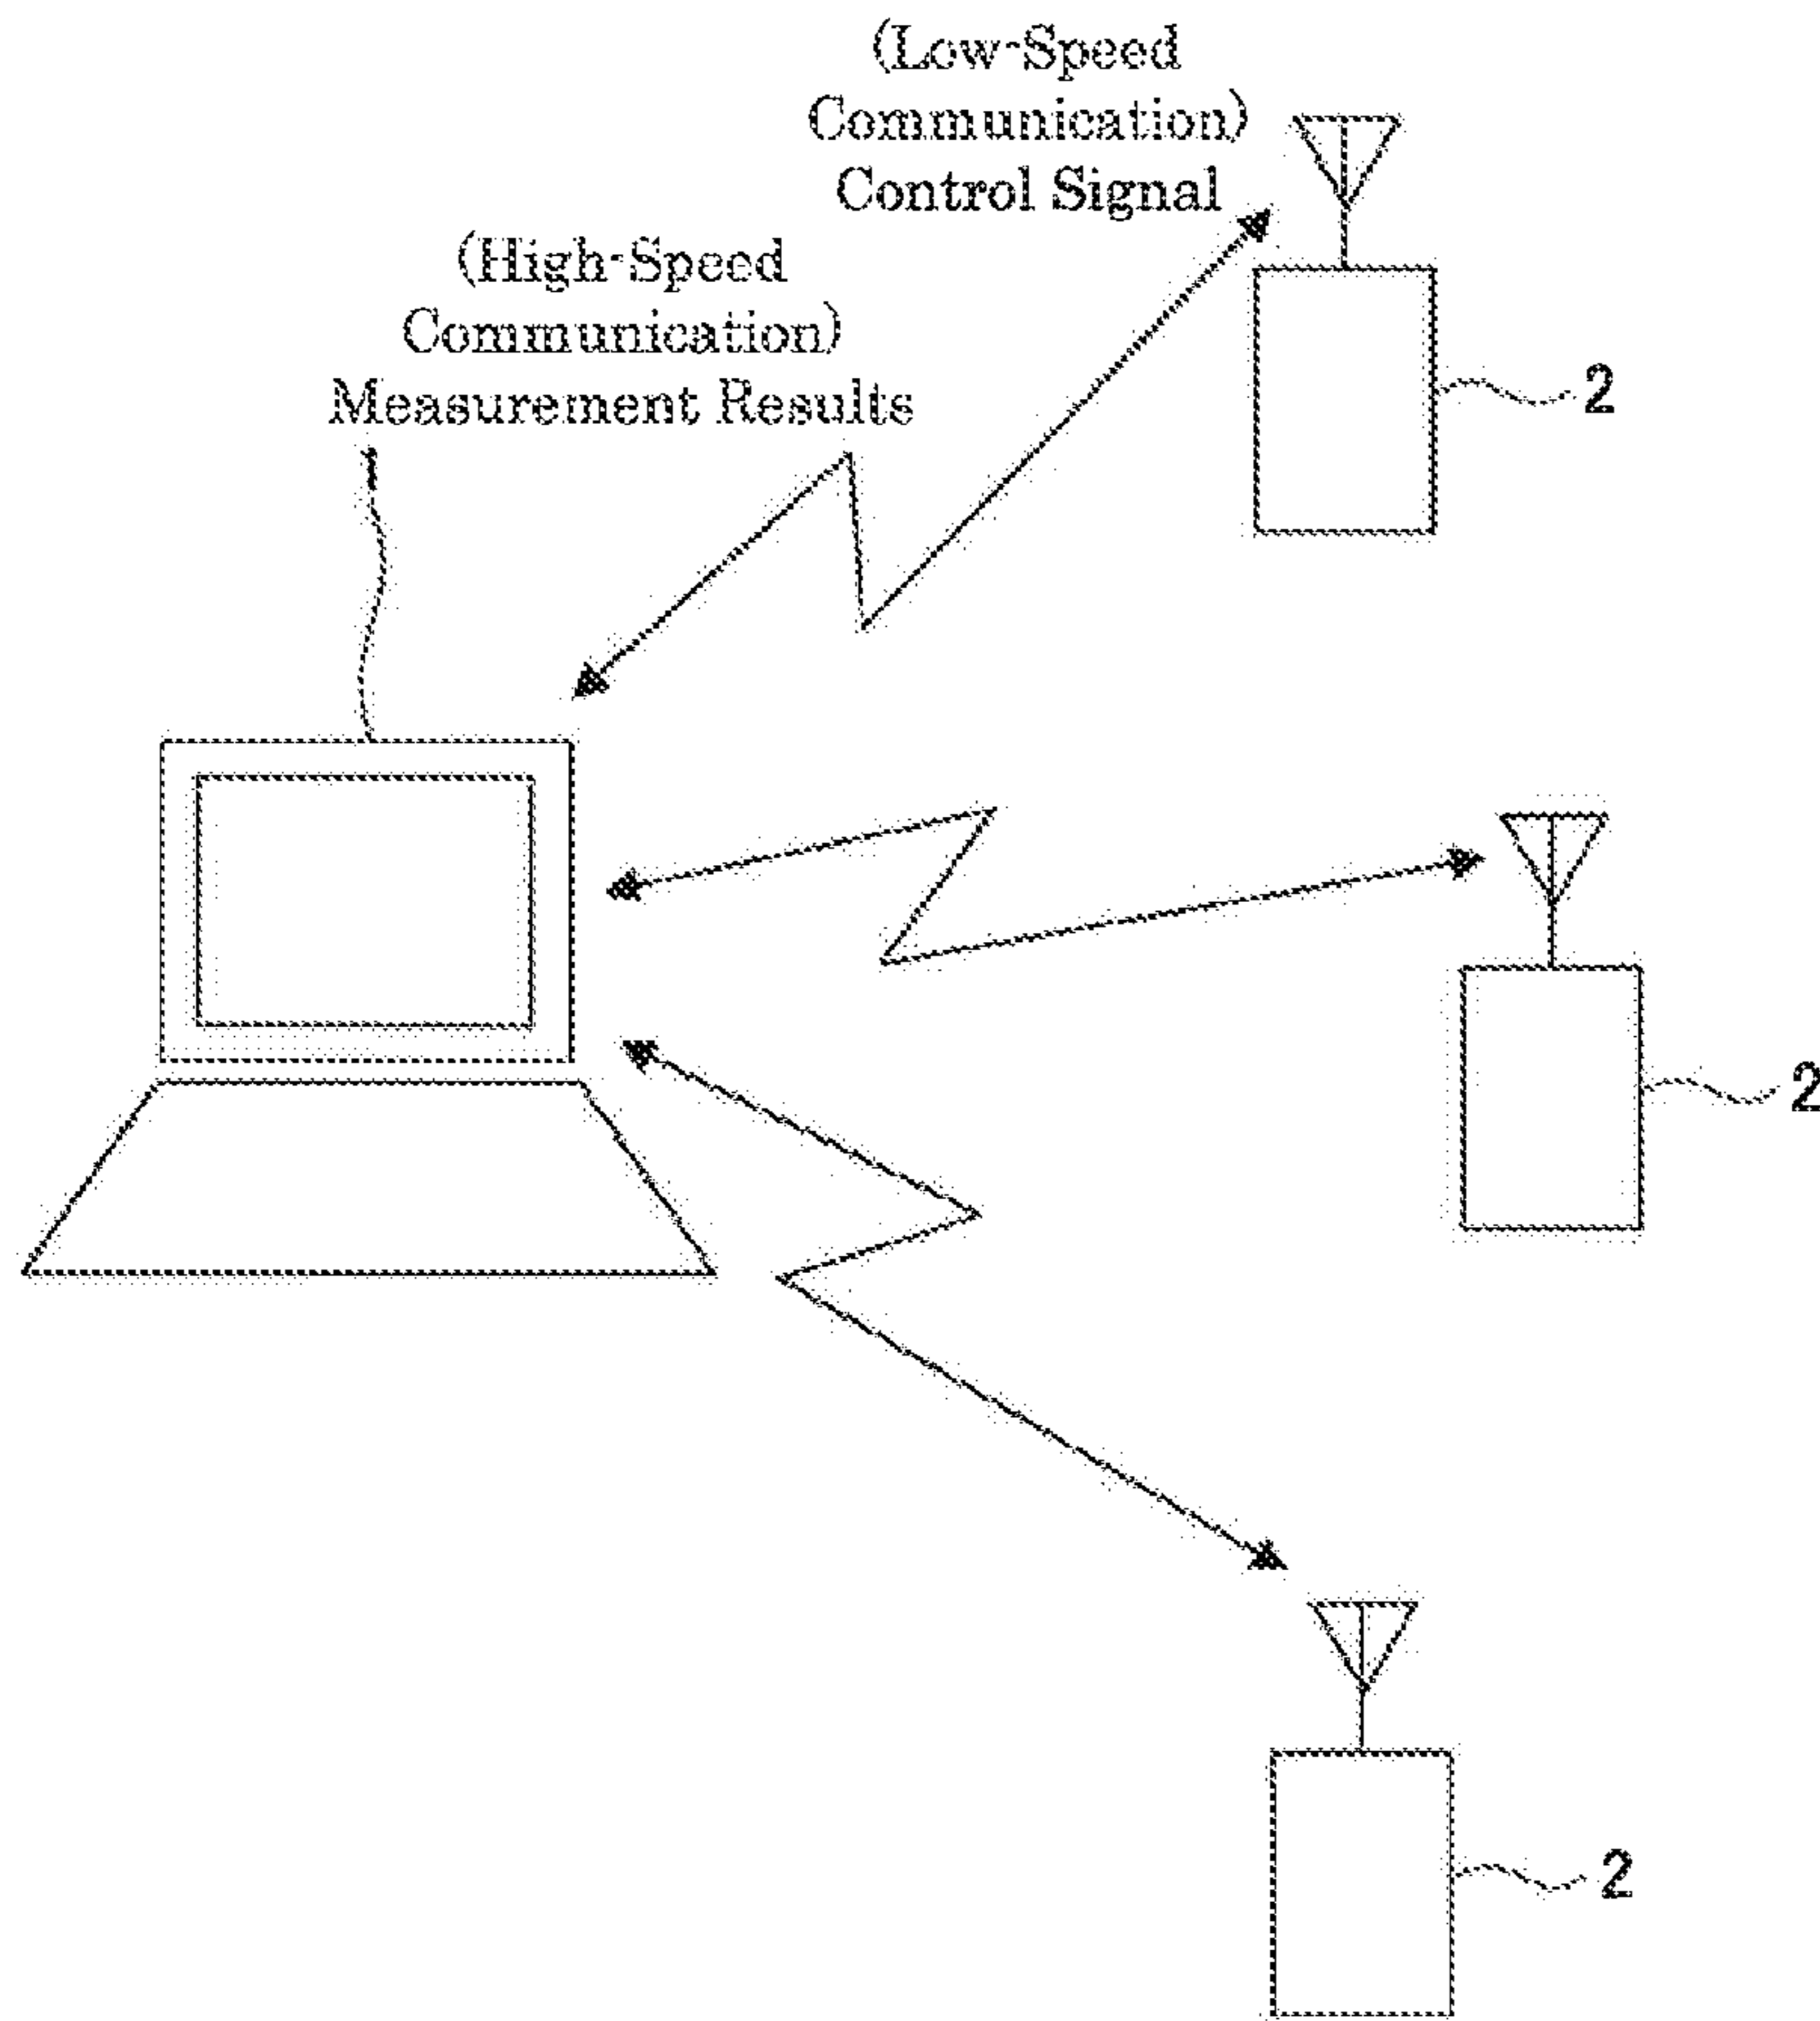 (Low-Speed
Communication)
Control Signal
(High-Speed
Communication)
Measurement Results
2
1
2
2